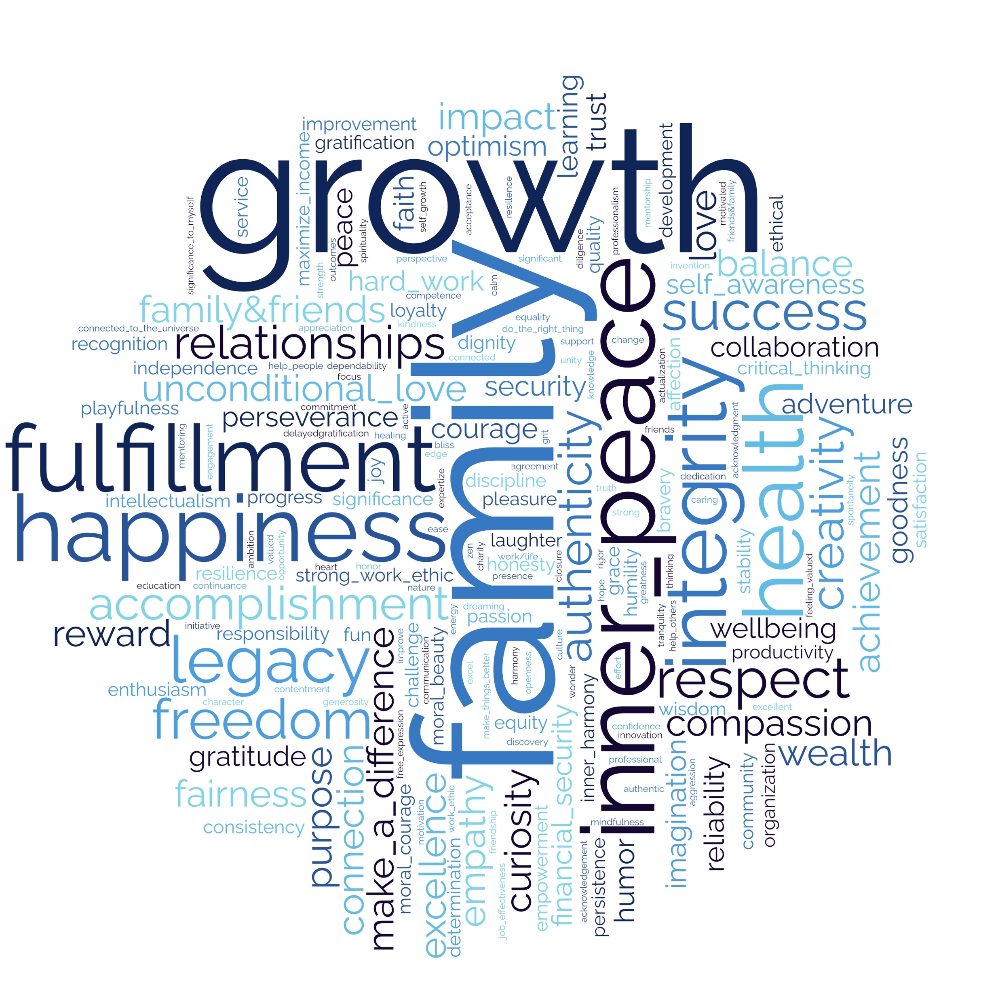 impact
learning
trust
improvement
gratification
optimism
maximize_income
growth
development
service
faith
self_growth
acceptance
resillence
professionalism
mentorship
love
motivated
friends&family
ethical
significance_to_myself
peace
spirituality
outcomes
strength
perspective
significant
diligence
quality
invention
balance
hard_work
calm
competence
self_awareness
family&friends
loyalty
success
equality
kindness
do_the_right_thing
connected_to_the_universe
appreciation
recognition
relationships
dignity
support
change
collaboration
connected
unity
knowledge
actualization
affection
independence
help_people
dependability
critical_thinking
focus
unconditional_love
security
playfulness
commitment
perseverance
active
adventure
delayedgratification
healing
courage
grit
friends
acknowledgment
fulfillment
mentoring
engagement
joy
bliss
edge
expertize
agreement
discipline
authenticity
truth
inner_peace
bravery
dedication
integrity
health
creativity
spontaneity
achievement
goodness
satisfaction
intellectualism
progress
significance
pleasure
caring
strong
happiness
ambition
valued
opportunity
ease
family
zen
charity
laughter
work/life
honesty
presence
closure
rigor
hope
grace
humility
greatness
thinking
stability
feeling_valued
resilience
heart
honor
strong_work_ethic
education
continuance
nature
accomplishment
energy
dreaming
passion
tranquility
help_others
reward
initiative
responsibility
fun
improve
challenge
communication
moral_beauty
culture
wellbeing
productivity
legacy
excel
make_things_better
harmony
openness
wonder
effort
respect
enthusiasm
contentment
character
generosity
freedom
make_a_difference
free_expression
equity
discovery
inner_harmony
wisdom
excellent
confidence
innovation
compassion
gratitude
purpose
connection
financial_security
professional
imagination
aggression
reliability
community
organization
wealth
fairness
moral_courage
motivation
excellence
work_ethic
determination
empathy
friendship
job_effectiveness
curiosity
empowerment
authentic
mindfulness
consistency
acknowledgement
persistence
humor